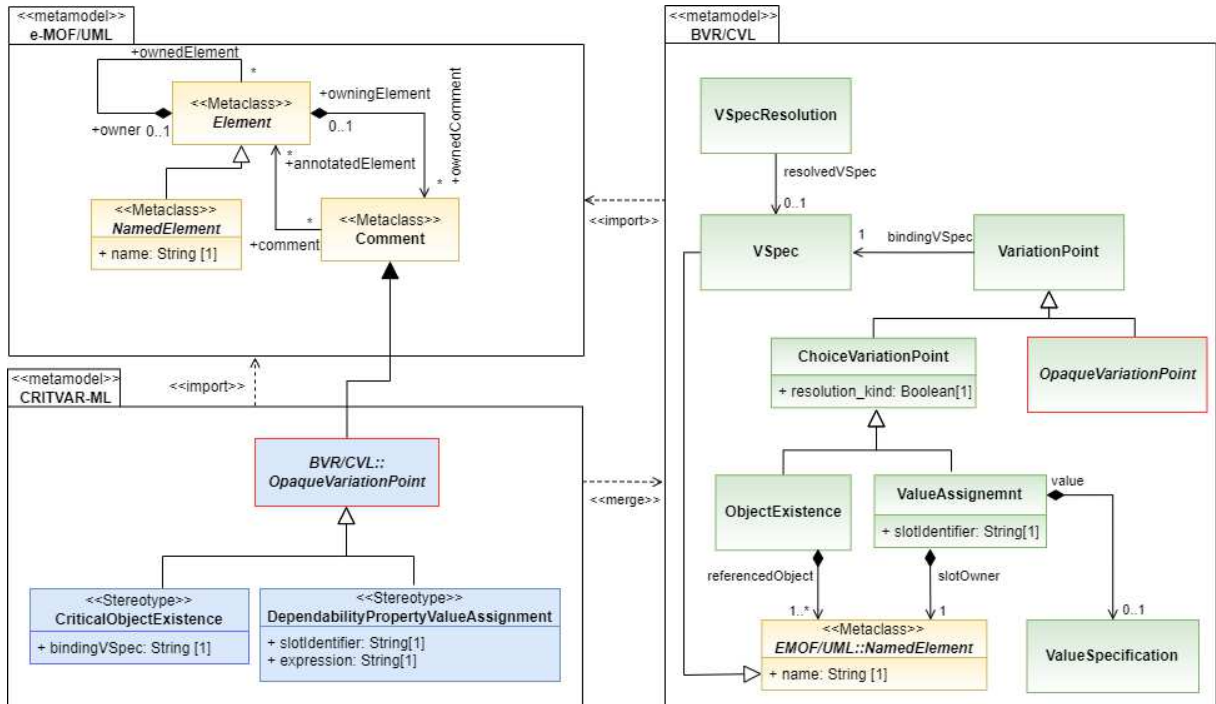 <<metamodel>>
e-MOF/UML
+ownedElement
*
<<Metaclass>>
Element
+owner
0..1
+owningElement
0..1
+ownedComment
*
*
+annotatedElement
*
+comment
<<Metaclass>>
NamedElement
+ name: String [1]
<<Metaclass>>
Comment
<<import>>
<<import>>
<<metamodel>>
CRITVAR-ML
BVR/CVL::
OpaqueVariationPoint
<<merge>>
<<Stereotype>>
CriticalObjectExistence
+ bindingVSpec: String [1]
<<Stereotype>>
DependabilityPropertyValueAssignment
+ slotIdentifier: String[1]
+ expression: String[1]
<<metamodel>>
BVR/CVL
VSpecResolution
resolvedVSpec
0..1
VSpec
1
bindingVSpec
VariationPoint
ChoiceVariationPoint
+ resolution_kind: Boolean[1]
OpaqueVariationPoint
ObjectExistence
ValueAssignemnt
+ slotIdentifier: String[1]
value
referencedObject
slotOwner
1..*
1
0..1
<<Metaclass>>
EMOF/UML::NamedElement
+ name: String [1]
ValueSpecification